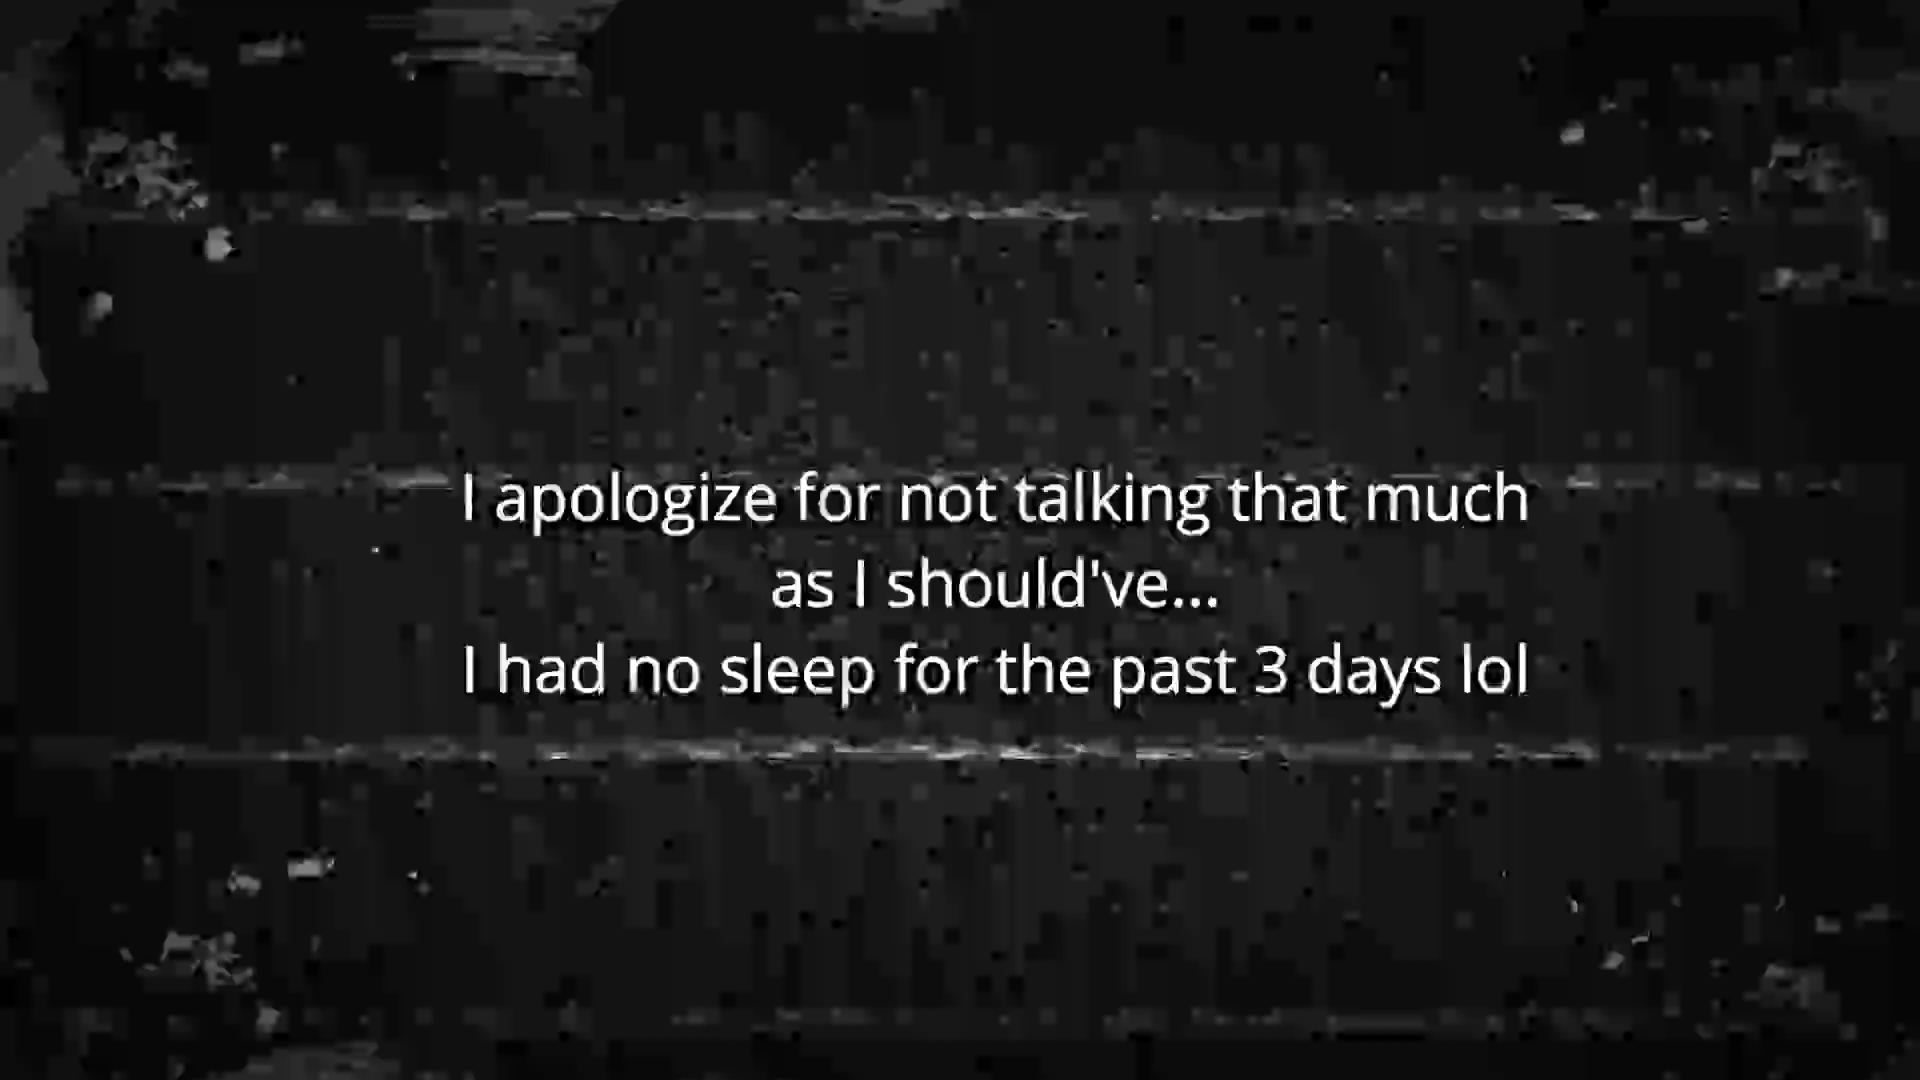 I apologize for not talking that much
as I should've...
I had no sleep for the past 3 days lol